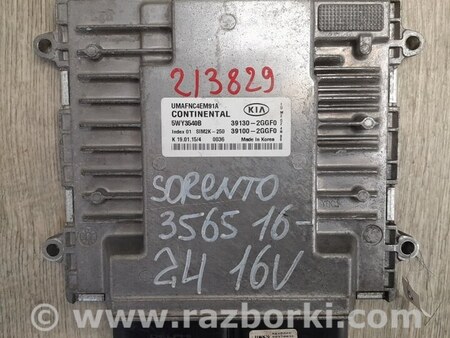 213829
UMAFNC4EM91A
CONTINENTAL
KIA
5WY3540B 39130-2GGF0
Index 01 SIM2K-250 39100-2GGF0
K 19.01.15/4 0036 Made in Korea
SORENTO
3565 16-
2.4 16V
www.razborki.com